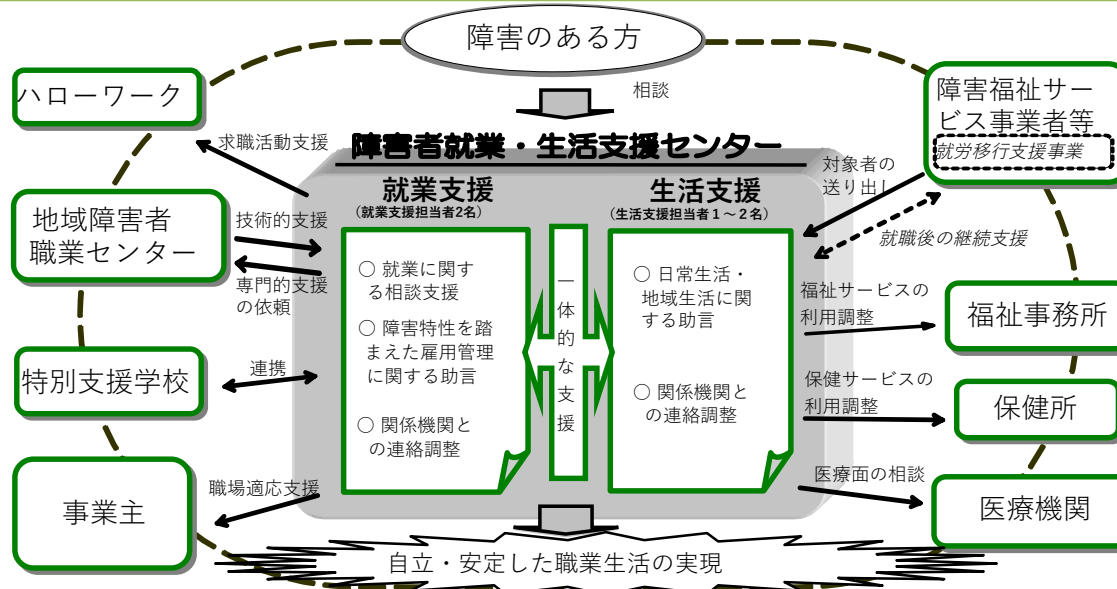 障害のある方
相談
ハローワーク
求職活動支援
地域障害者
職業センター
技術的支援
専門的支援
の依頼
特別支援学校
連携
事業主
職場適応支援
障害者就業・生活支援センター
就業支援
(就業支援担当者2名)
○ 就業に関す
る相談支援
○ 障害特性を踏
まえた雇用管理
に関する助言
○ 関係機関と
の連絡調整
一体的な支援
生活支援
(生活支援担当者1～2名)
○ 日常生活・
地域生活に関
する助言
○ 関係機関と
の連絡調整
障害福祉サー
ビス事業者等
就労移行支援事業
対象者の
送り出し
就職後の継続支援
福祉サービスの
利用調整
福祉事務所
保健サービスの
利用調整
保健所
医療面の相談
医療機関
自立・安定した職業生活の実現